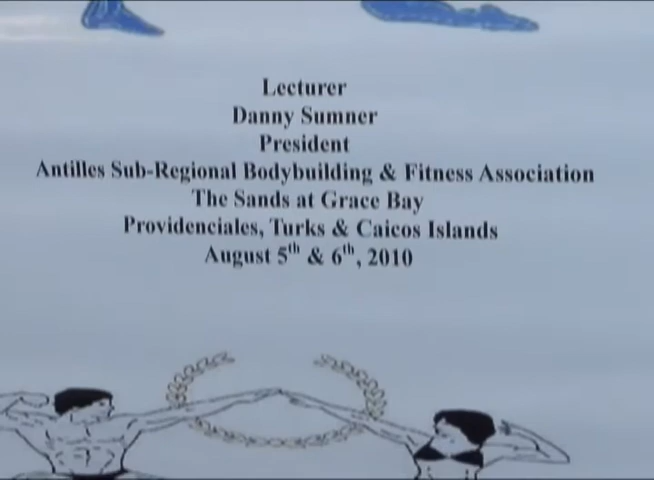 Lecturer
Danny Sumner
President
Antilles Sub-Regional Bodybuilding & Fitness Association
The Sands at Grace Bay
Providenciales, Turks & Caicos Islands
August 5th & 6th, 2010